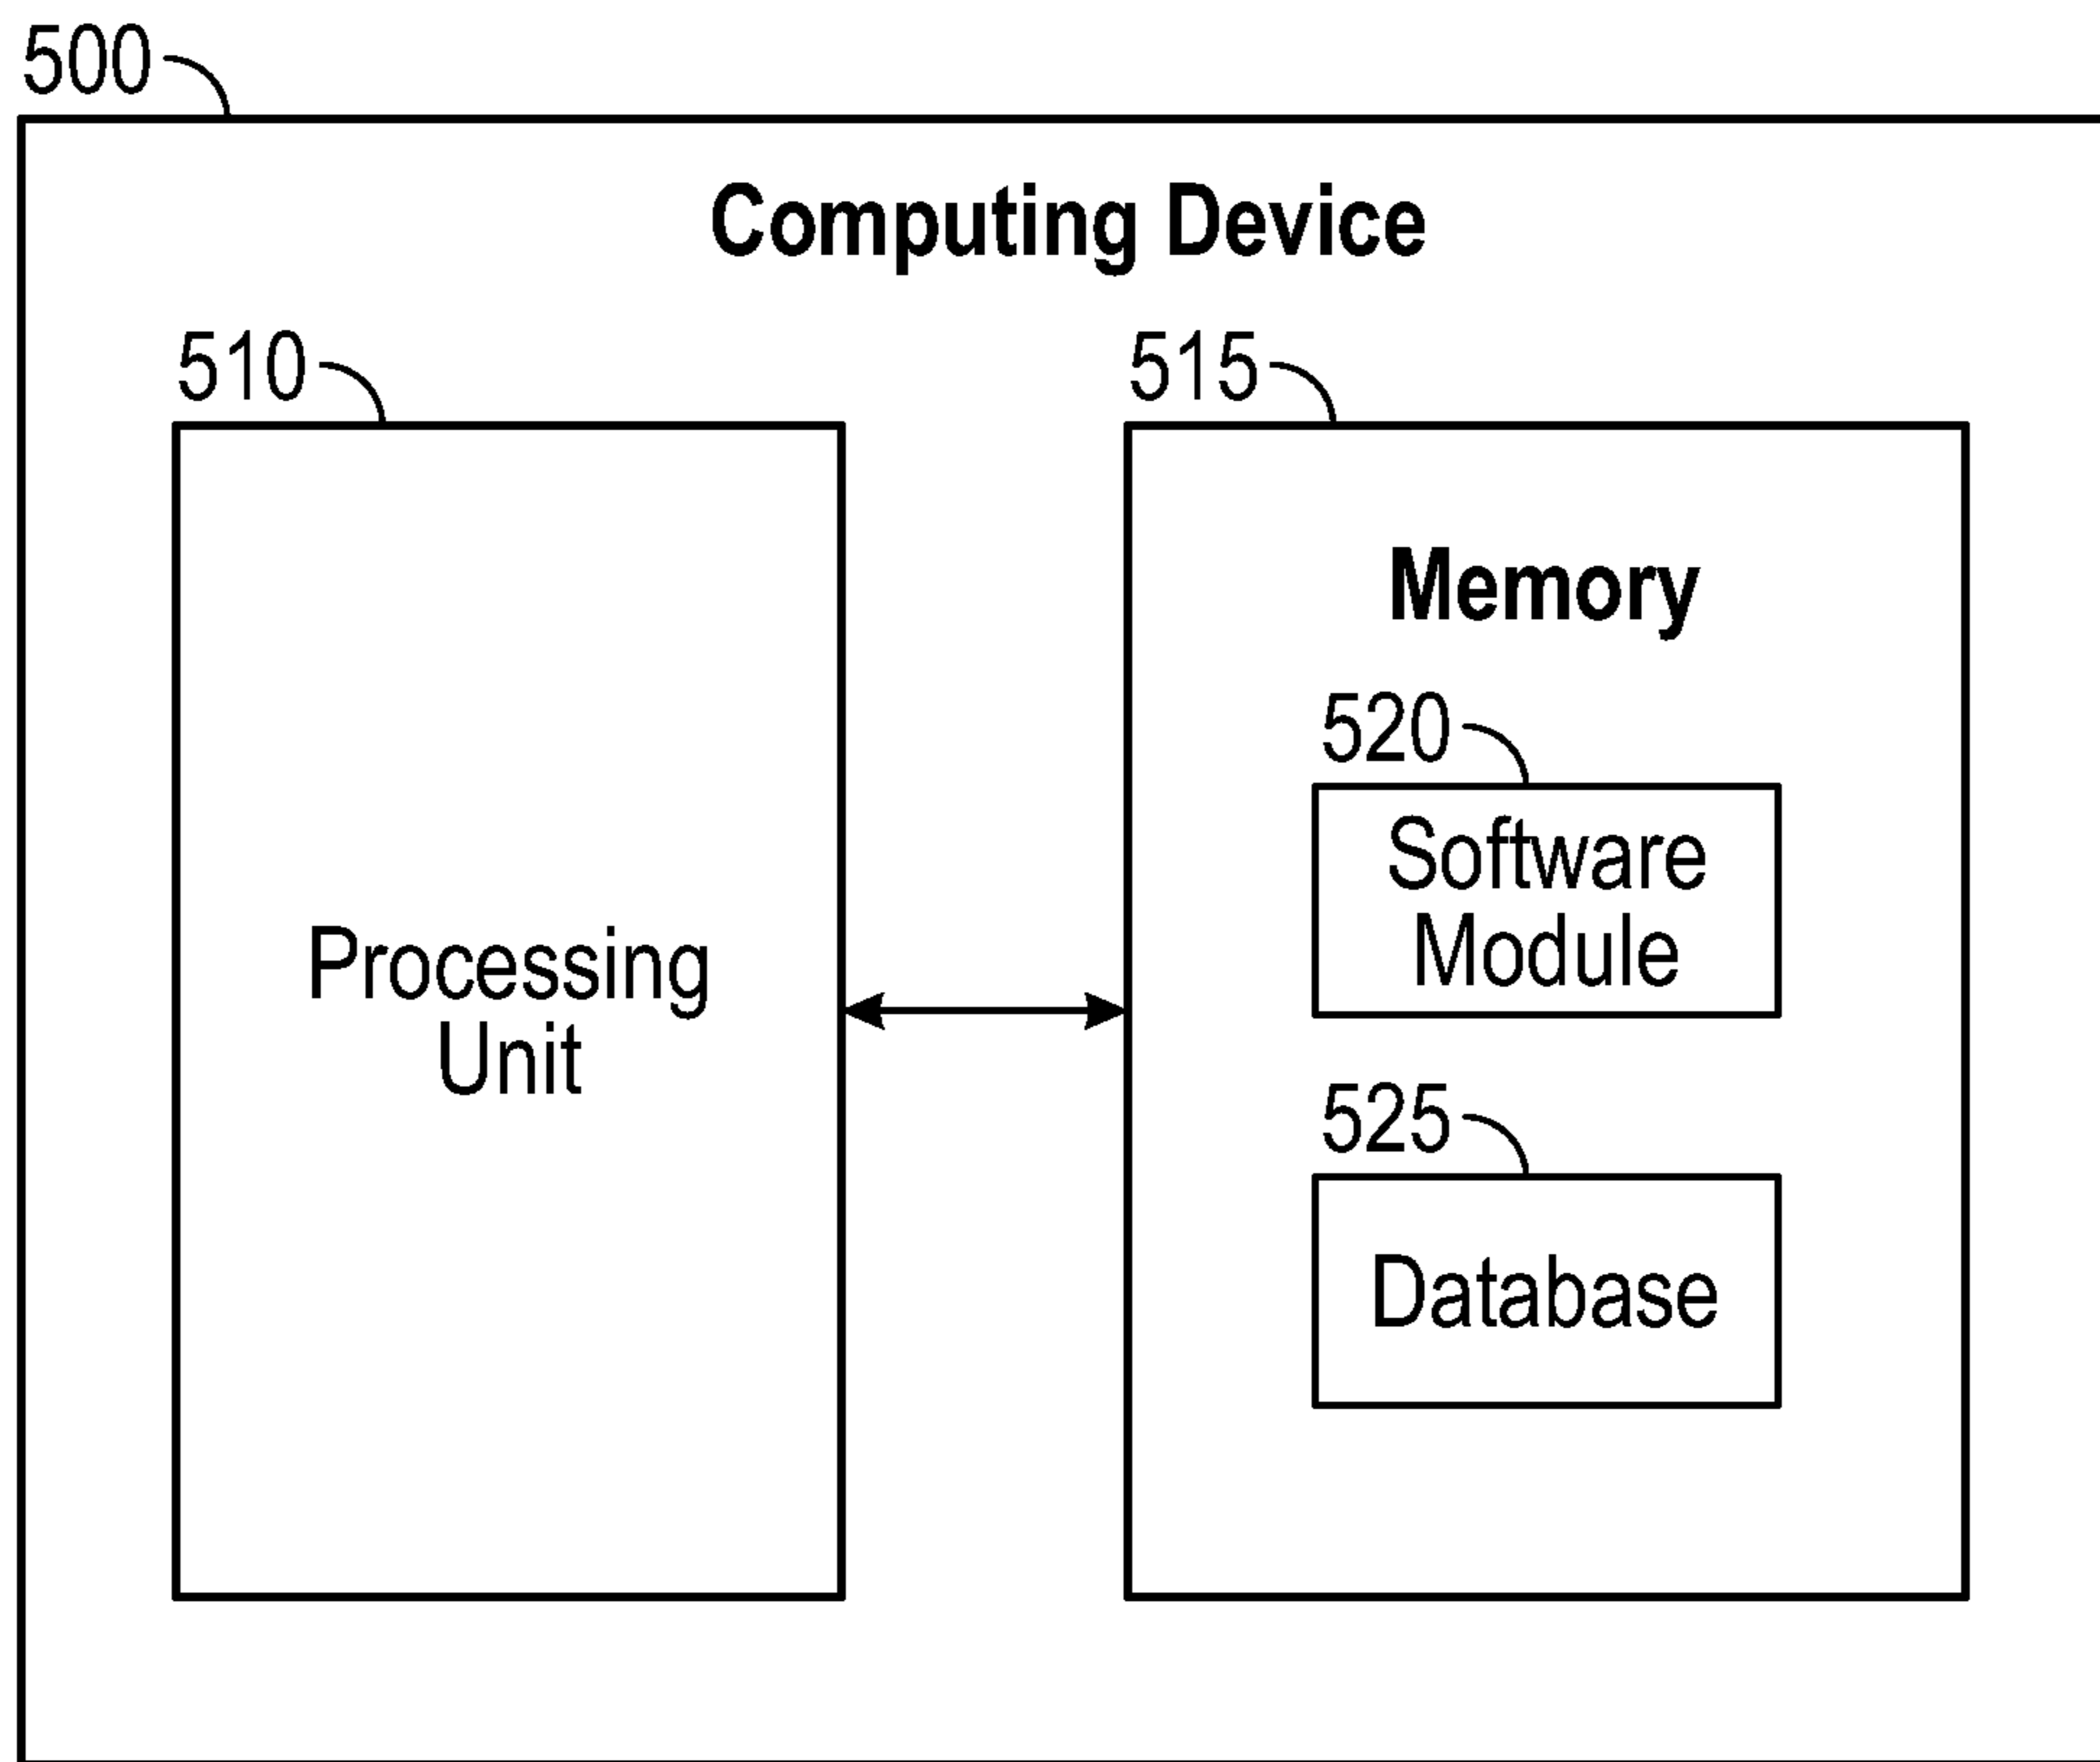 500
Computing Device
510
Processing
Unit
515
Memory
520
Software
Module
525
Database